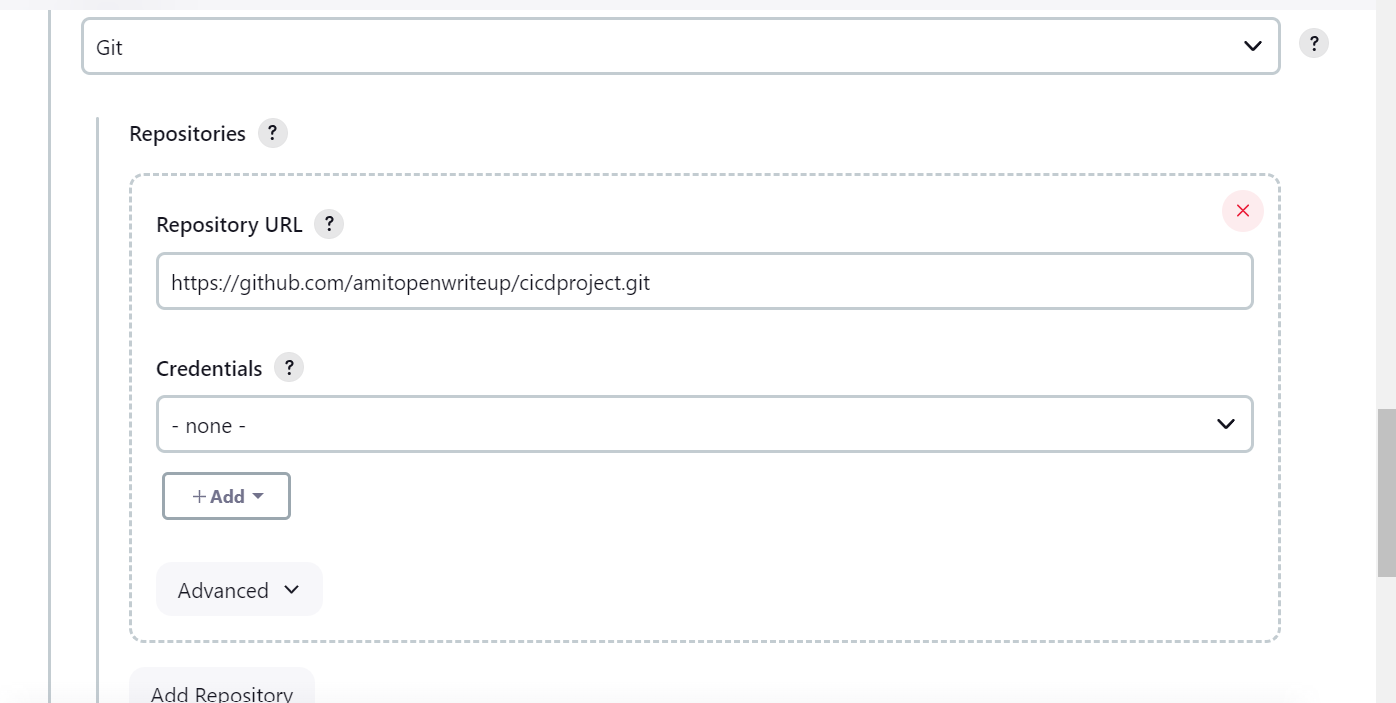 Git
?
Repositories ?
Repository URL ?
https://github.com/amitopenwriteup/cicdproject.git
Credentials ?
- none -
+ Add
Advanced
Add Repository